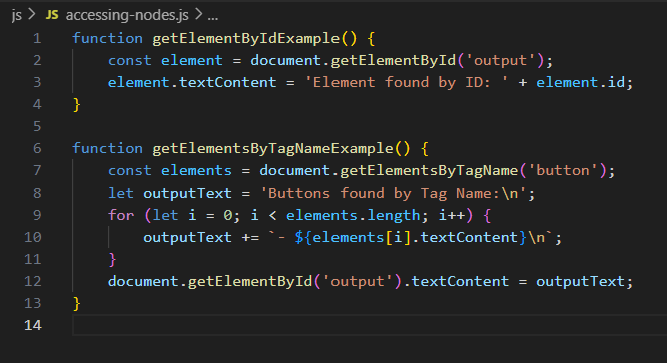 js > JS accessing-nodes.js > ...
1 function getElementByIdExample() {
2     const element = document.getElementById('output');
3     element.textContent = 'Element found by ID: ' + element.id;
4 }
5
6 function getElementsByTagNameExample() {
7     const elements = document.getElementsByTagName('button');
8     let outputText = 'Buttons found by Tag Name:\n';
9     for (let i = 0; i < elements.length; i++) {
10         outputText += `- ${elements[i].textContent}\n`;
11     }
12     document.getElementById('output').textContent = outputText;
13 }
14